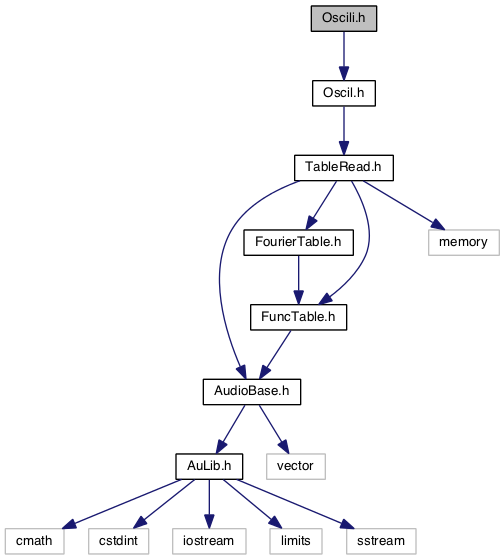 Oscili.h
Oscil.h
TableRead.h
FourierTable.h
memory
FuncTable.h
AudioBase.h
AuLib.h
vector
cmath
cstdint
iostream
limits
sstream